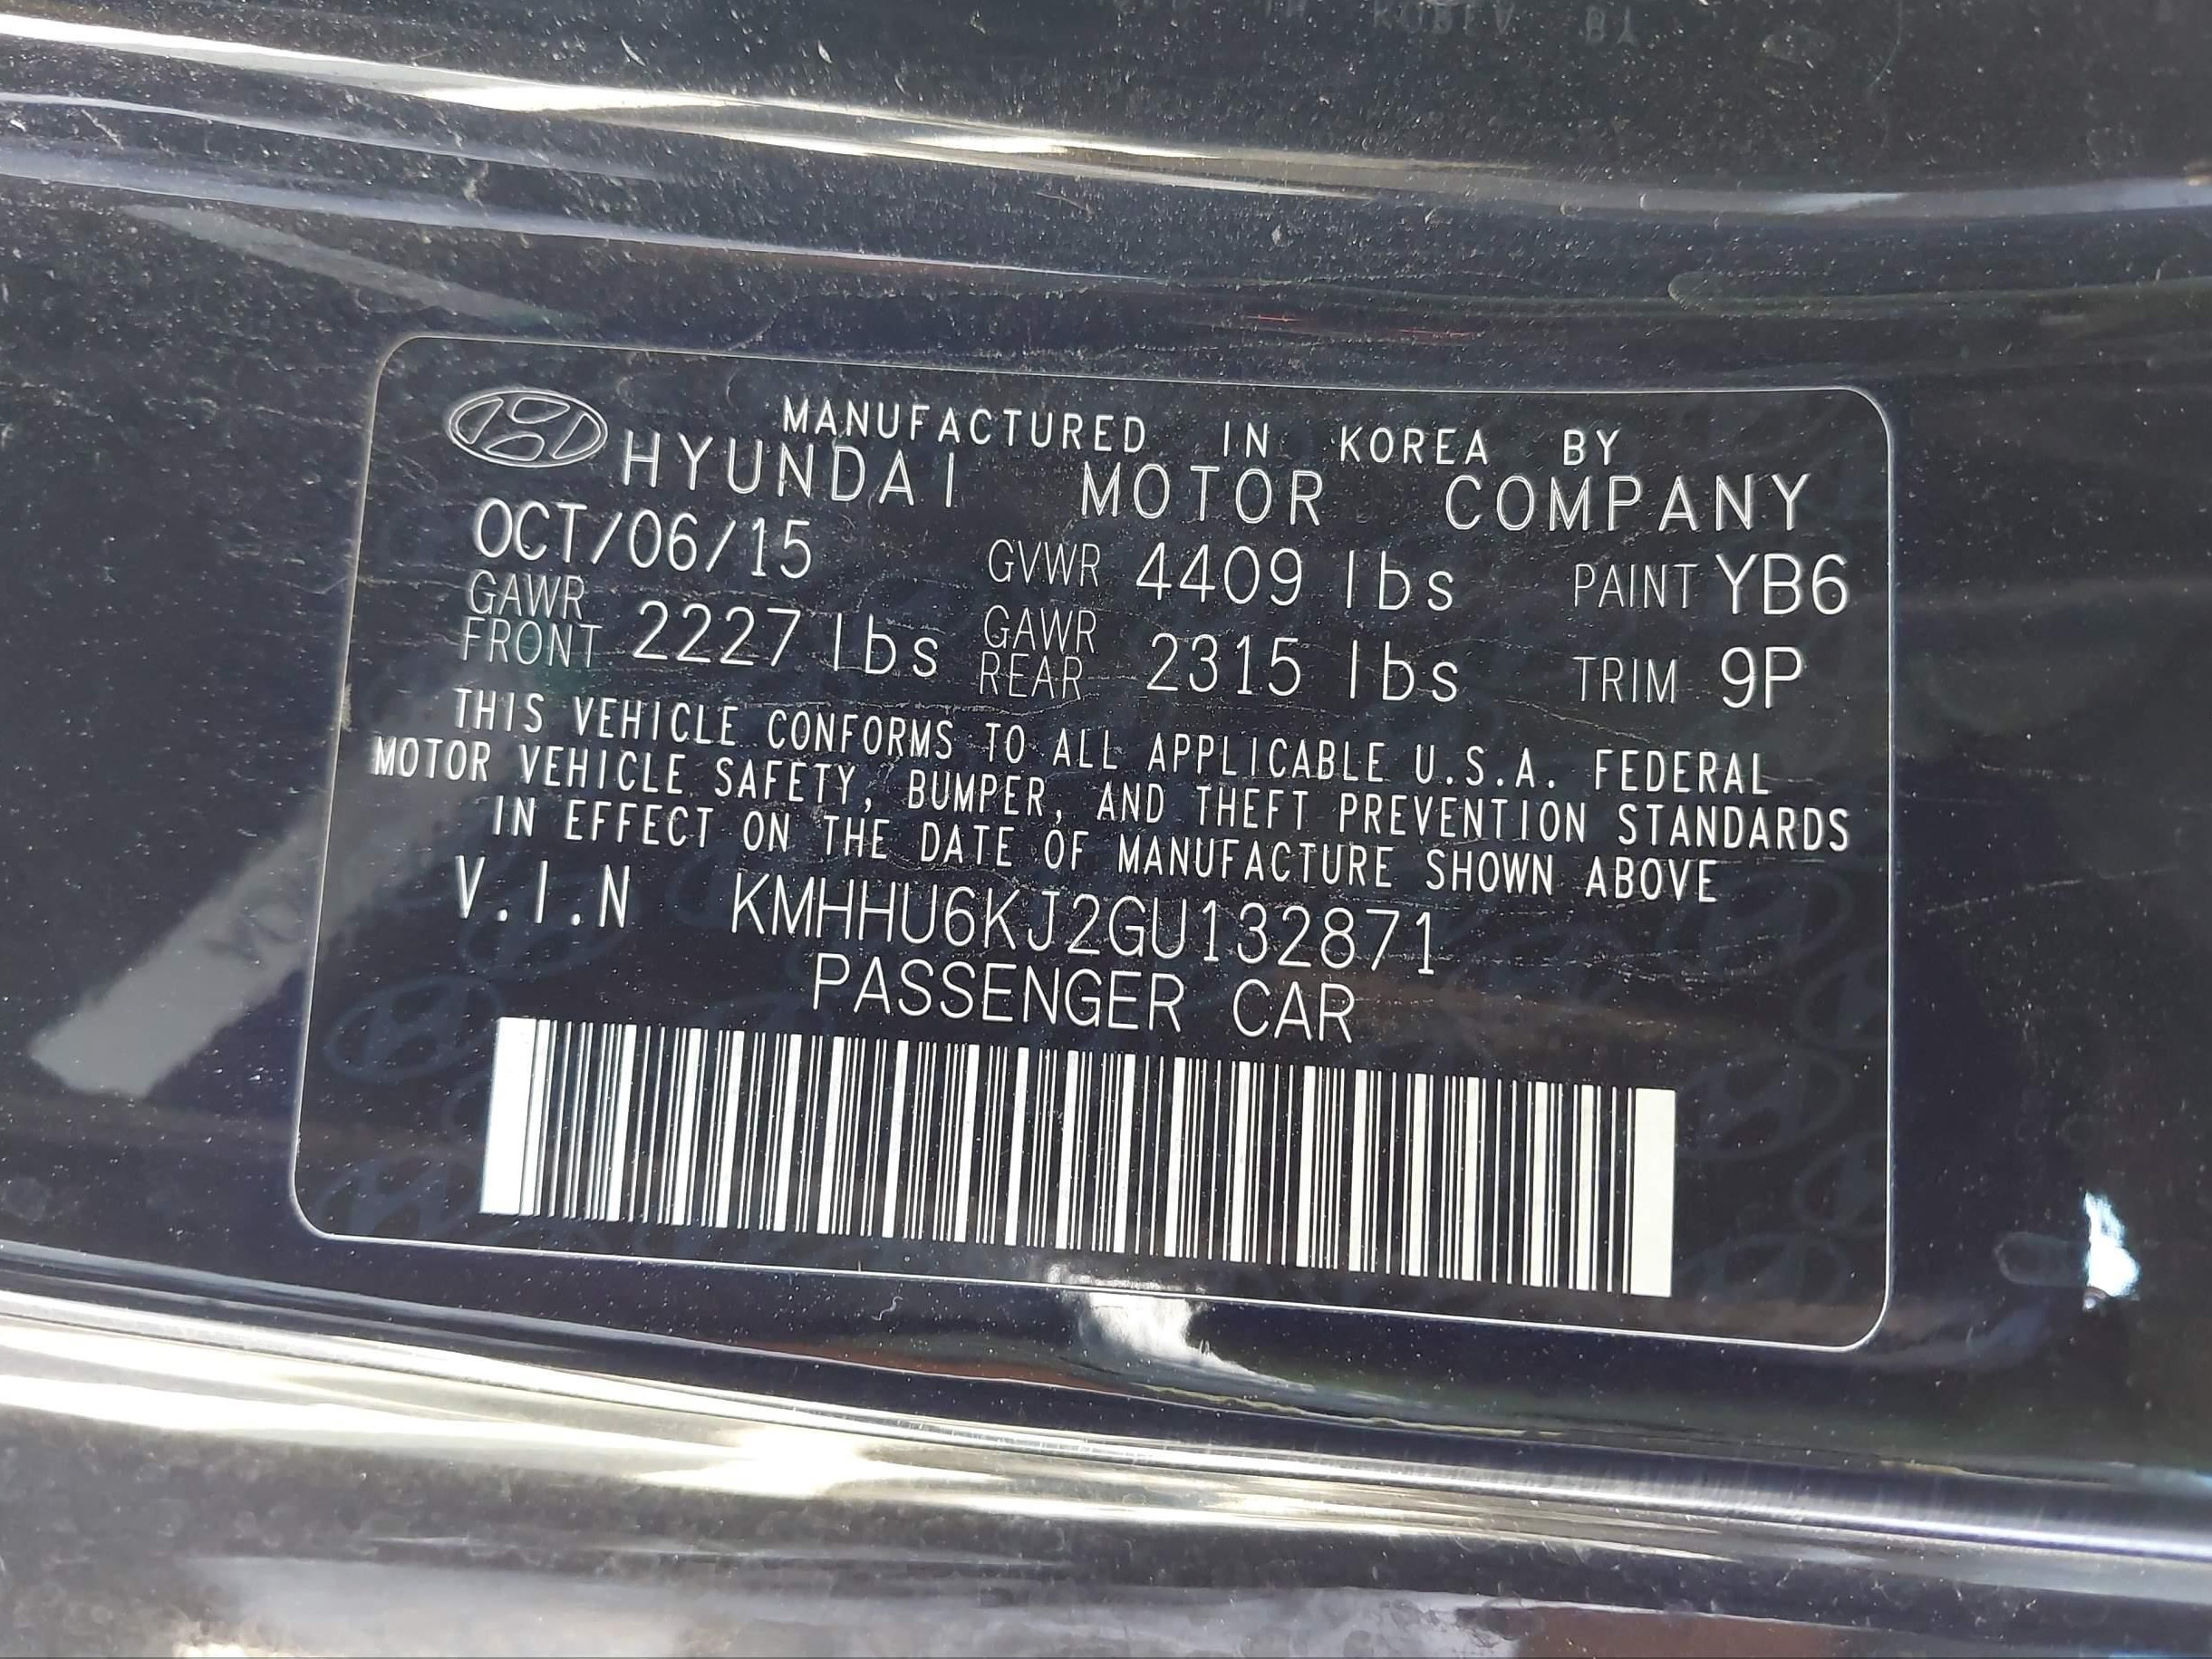 MANUFACTURED IN KOREA BY
HYUNDAI MOTOR COMPANY
OCT/06/15 GVWR 4409 lbs PAINT YB6
GAWR FRONT 2227 lbs GAWR REAR 2315 lbs TRIM 9P
THIS VEHICLE CONFORMS TO ALL APPLICABLE U.S.A. FEDERAL
MOTOR VEHICLE SAFETY, BUMPER, AND THEFT PREVENTION STANDARDS
IN EFFECT ON THE DATE OF MANUFACTURE SHOWN ABOVE
V.I.N KMHHU6KJ2GU132871
PASSENGER CAR